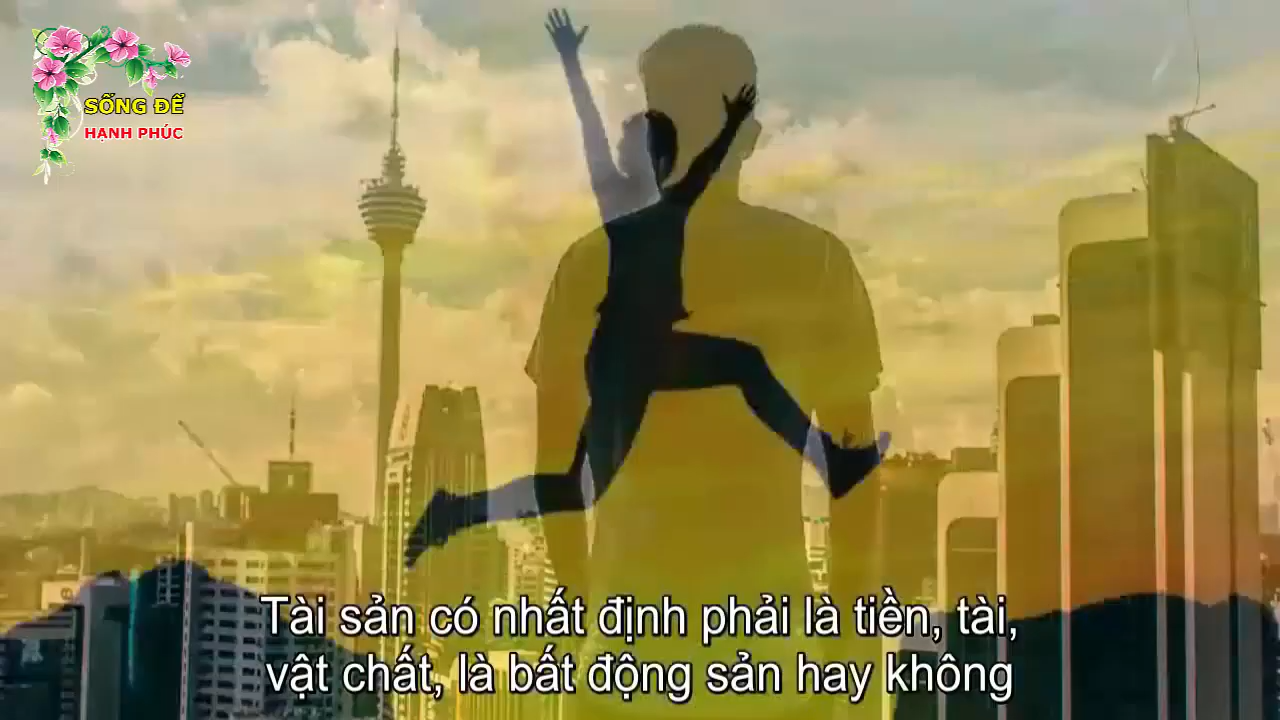 SỐNG ĐỂ
HẠNH PHÚC
Tài sản có nhất định phải là tiền, tài,
vật chất, là bất động sản hay không